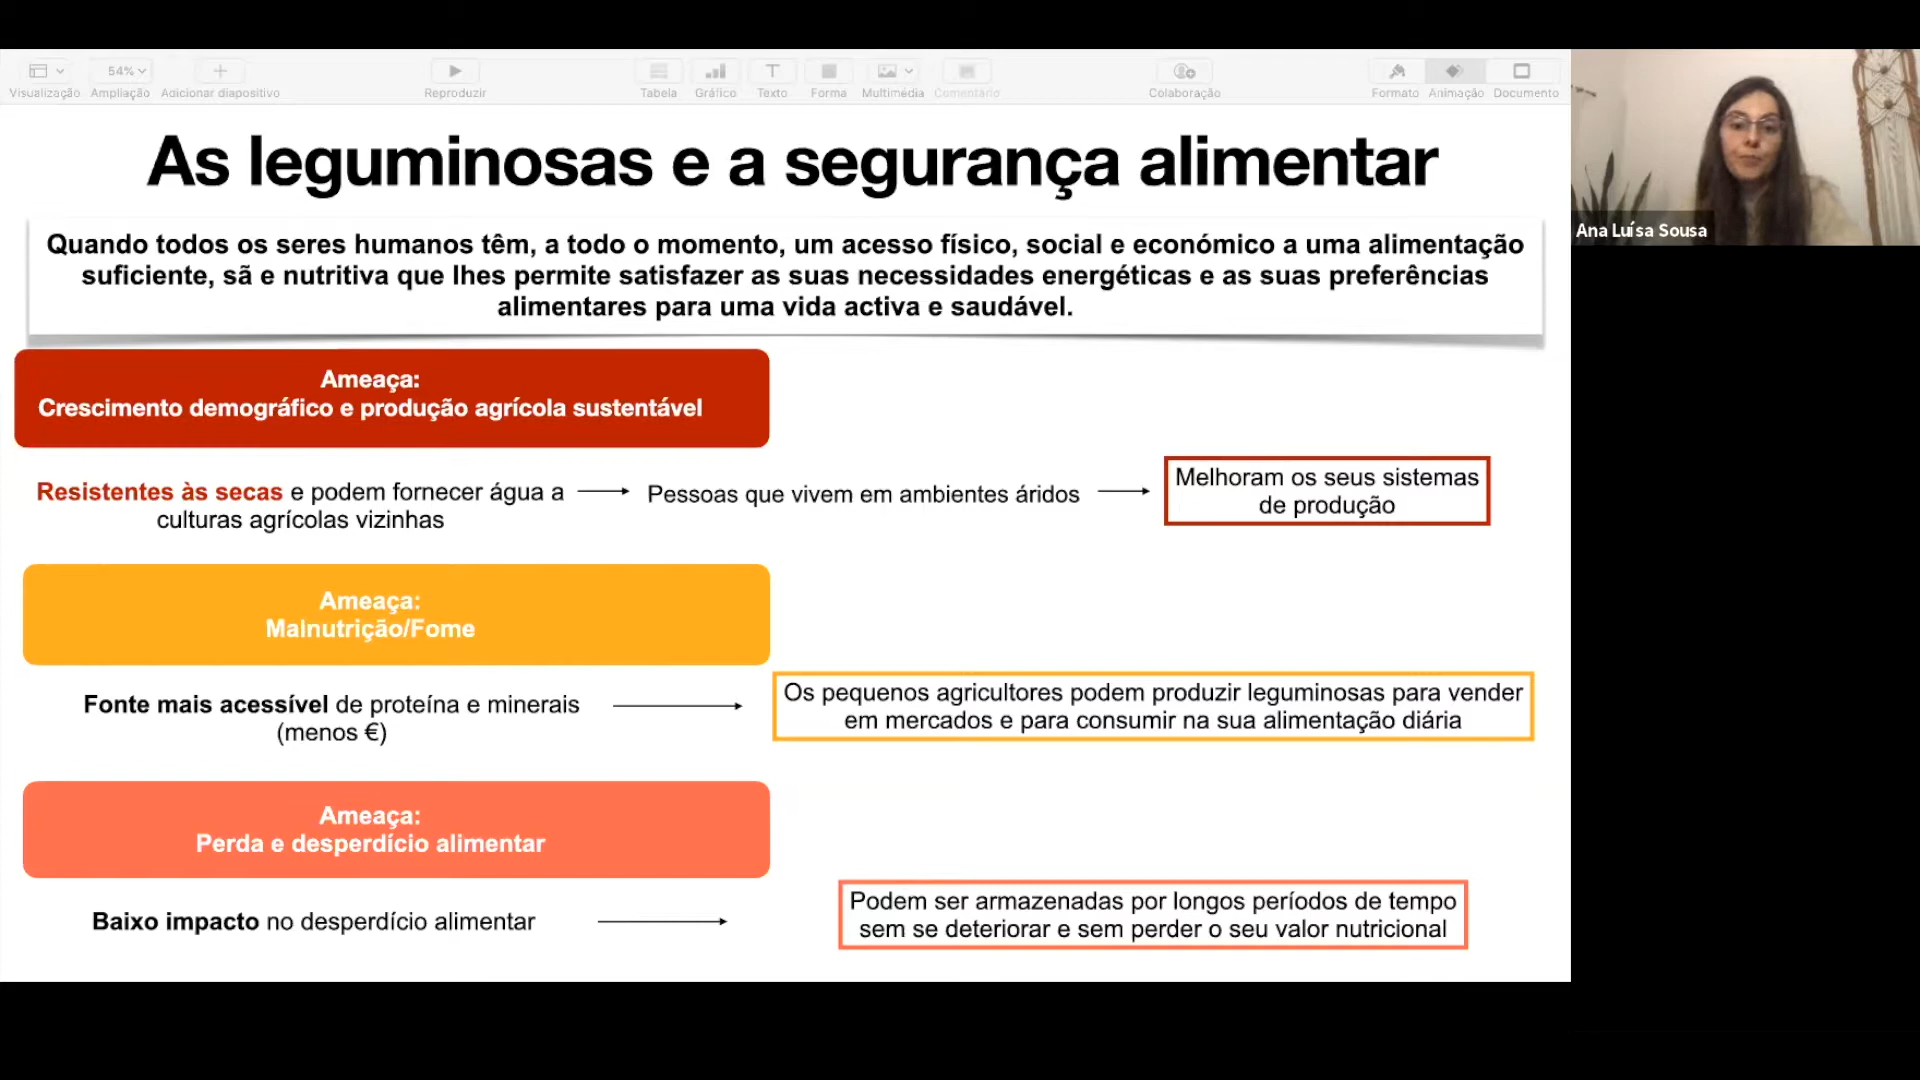 Visualização
54%
Ampliação
Adicionar diapositivo
Reproduzir
Tabela
Gráfico
Texto
Forma
Multimédia
Comentário
Colaboração
Formato
Animação
Documento
As leguminosas e a segurança alimentar
Quando todos os seres humanos têm, a todo o momento, um acesso físico, social e económico a uma alimentação
suficiente, sã e nutritiva que lhes permite satisfazer as suas necessidades energéticas e as suas preferências
alimentares para uma vida activa e saudável.
Ana Luísa Sousa
Ameaça:
Crescimento demográfico e produção agrícola sustentável
Resistentes às secas e podem fornecer água a
culturas agrícolas vizinhas
Pessoas que vivem em ambientes áridos
Melhoram os seus sistemas
de produção
Ameaça:
Malnutrição/Fome
Fonte mais acessível de proteína e minerais
(menos €)
Os pequenos agricultores podem produzir leguminosas para vender
em mercados e para consumir na sua alimentação diária
Ameaça:
Perda e desperdício alimentar
Baixo impacto no desperdício alimentar
Podem ser armazenadas por longos períodos de tempo
sem se deteriorar e sem perder o seu valor nutricional